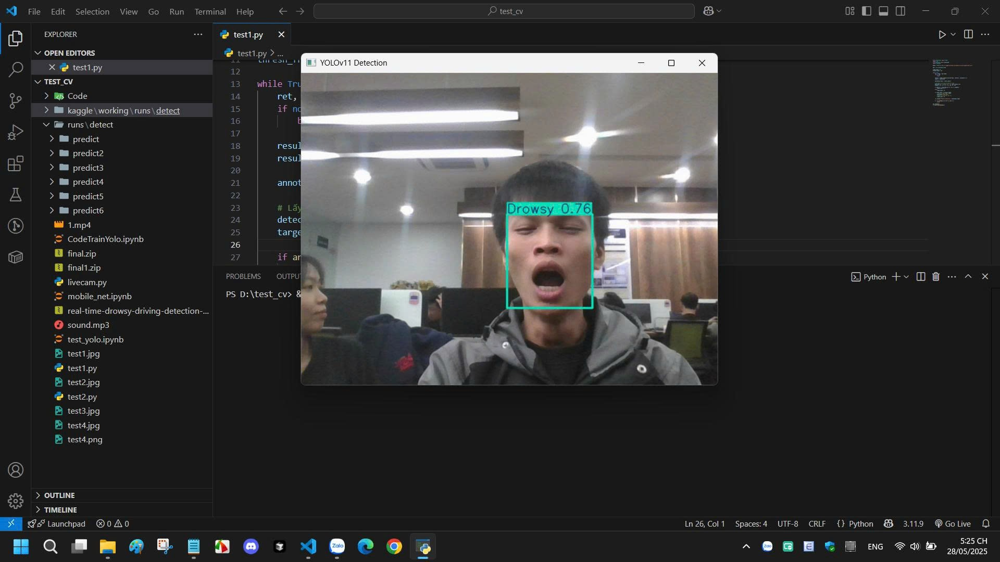 File Edit Selection View Go Run Terminal Help
test_cv
EXPLORER
OPEN EDITORS
test1.py
TEST_CV
Code
kaggle\working\runs\detect
runs\detect
predict
predict2
predict3
predict4
predict5
predict6
1.mp4
CodeTrainYolo.ipynb
final.zip
final1.zip
livecam.py
mobile_net.ipynb
real-time-drowsy-driving-detection-...
sound.mp3
test_yolo.ipynb
test1.jpg
test1.py
test2.jpg
test2.py
test3.jpg
test4.jpg
test4.png
OUTLINE
TIMELINE
test1.py
test1.py > ...
12
13 while Tru
14 ret,
15 if no
16 b
17
18 resul
19 resul
20
21 annot
22
23 # Lấy
24 detec
25 targe
26
27 if an
YOLOv11 Detection
Drowsy 0.76
PROBLEMS OUTPU
Python
PS D:\test_cv> &
Launchpad 0 0
Ln 26, Col 1 Spaces: 4 UTF-8 CRLF {} Python 3.11.9 Go Live
Zalo
Zalo
ENG
5:25 CH
28/05/2025